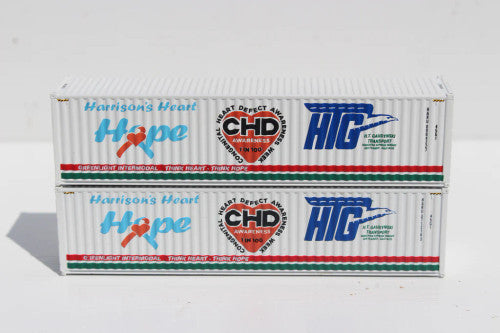 Harrison's Heart
Hope
CONGENITAL HEART DEFECT AWARENESS WEEK
CHD
AWARENESS
1 IN 100
HTG
H.T. GANDEWSKI
TRANSPORT
GREENLIGHT INTERMODAL THINK HEART - THINK HOPE
Harrison's Heart
Hope
CONGENITAL HEART DEFECT AWARENESS WEEK
CHD
AWARENESS
1 IN 100
HTG
H.T. GANDEWSKI
TRANSPORT
GREENLIGHT INTERMODAL THINK HEART - THINK HOPE